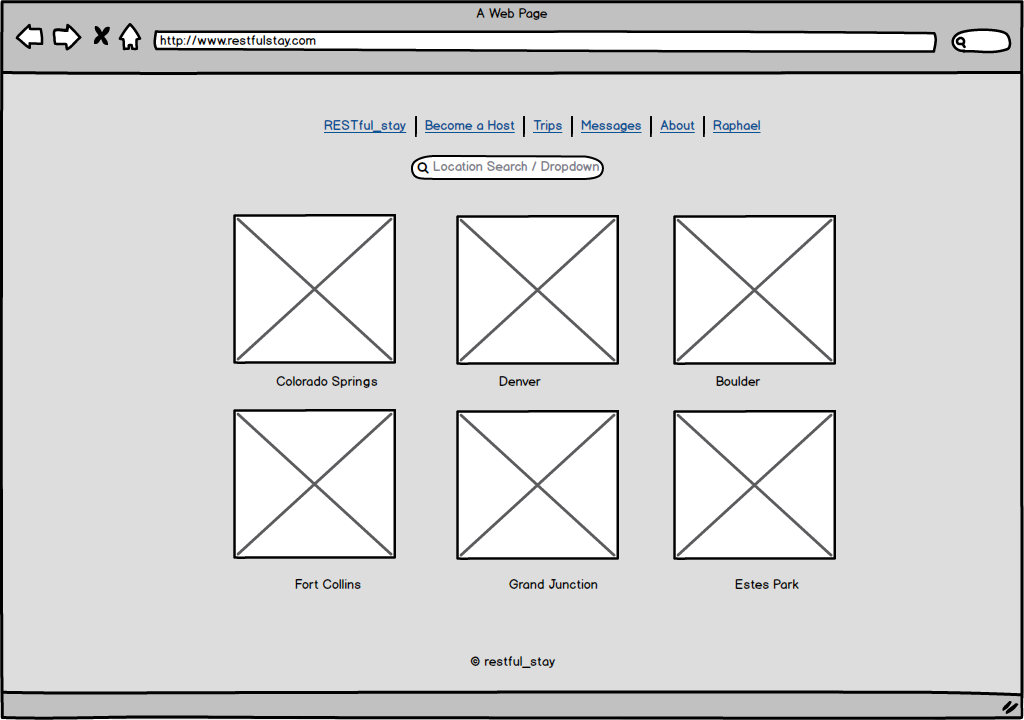 A Web Page
http://www.restfulstay.com
RESTful_stay | Become a Host | Trips | Messages | About | Raphael
Location Search / Dropdown
Colorado Springs Denver Boulder
Fort Collins Grand Junction Estes Park
© restful_stay